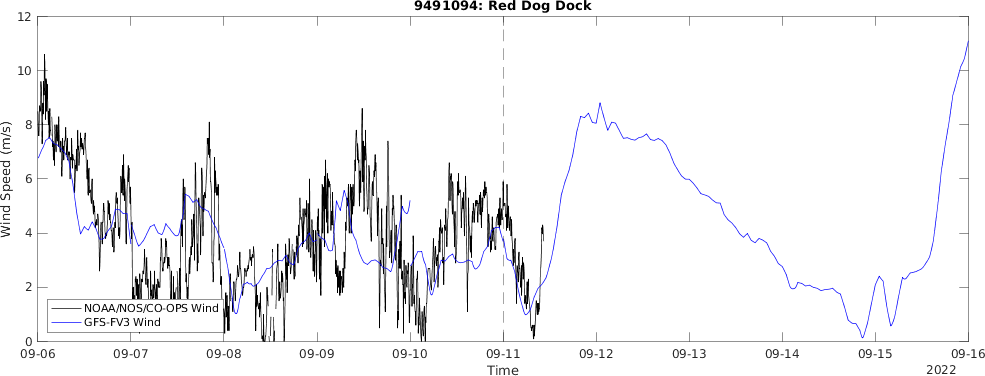 9491094: Red Dog Dock
12
10
8
6
4
2
0
Wind Speed (m/s)
NOAA/NOS/CO-OPS Wind
GFS-FV3 Wind
09-06 09-07 09-08 09-09 09-10 09-11 09-12 09-13 09-14 09-15 09-16
Time
2022